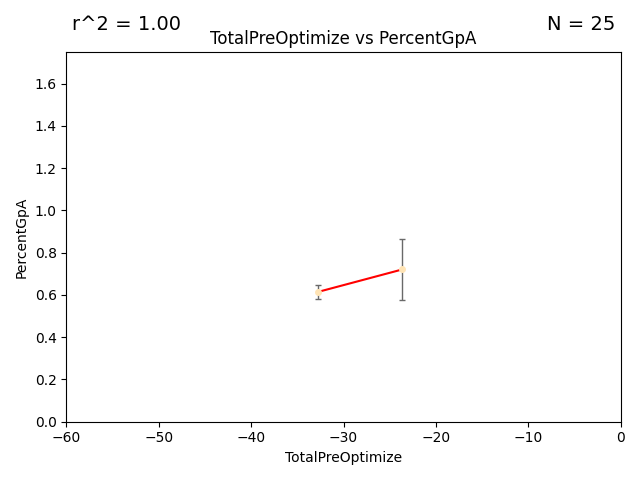 r^2 = 1.00
N = 25
TotalPreOptimize vs PercentGpA
PercentGpA
1.6
1.4
1.2
1.0
0.8
0.6
0.4
0.2
0.0
−60 −50 −40 −30 −20 −10 0
TotalPreOptimize